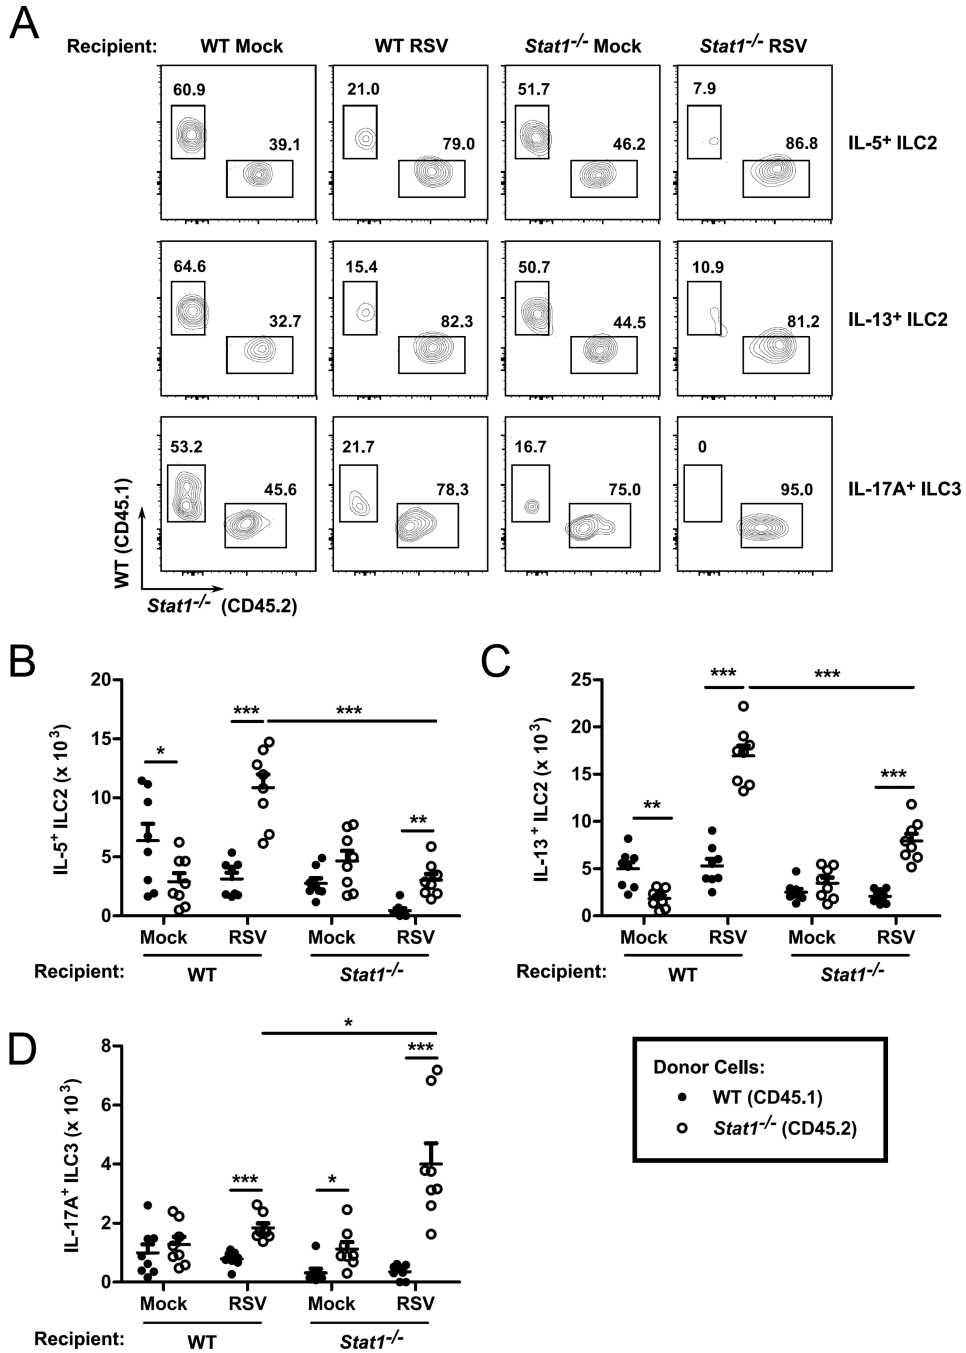 A
Recipient: WT Mock WT RSV Stat1-/- Mock Stat1-/- RSV
60.9 39.1 21.0 79.0 51.7 46.2 7.9 86.8 IL-5+ ILC2
64.6 32.7 15.4 82.3 50.7 44.5 10.9 81.2 IL-13+ ILC2
53.2 45.6 21.7 78.3 16.7 75.0 0 95.0 IL-17A+ ILC3
WT (CD45.1)
Stat1-/- (CD45.2)
B
IL-5+ ILC2 (x 10^3)
20
15
10
5
0
* *** *** **
Mock RSV Mock RSV
Recipient: WT Stat1-/-
C
IL-13 + ILC2 (x 10^3)
25
20
15
10
5
0
** *** *** ***
Mock RSV Mock RSV
Recipient: WT Stat1-/-
D
IL-17A+ ILC3 (x 10^3)
8
6
4
2
0
*** * * ***
Mock RSV Mock RSV
Recipient: WT Stat1-/-
Donor Cells:
WT (CD45.1)
Stat1-/- (CD45.2)